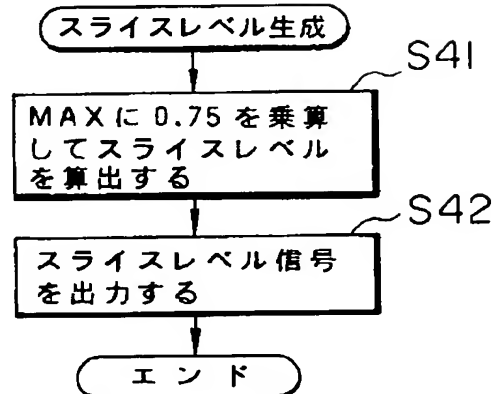 スライスレベル生成
S41
MAXに0.75を乗算
してスライスレベル
を算出する
S42
スライスレベル信号
を出力する
エンド